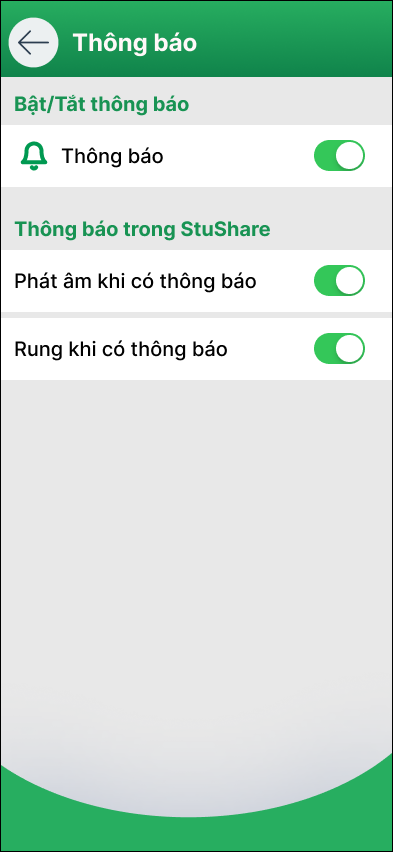 Thông báo
Bật/Tắt thông báo
Thông báo
Thông báo trong StuShare
Phát âm khi có thông báo
Rung khi có thông báo